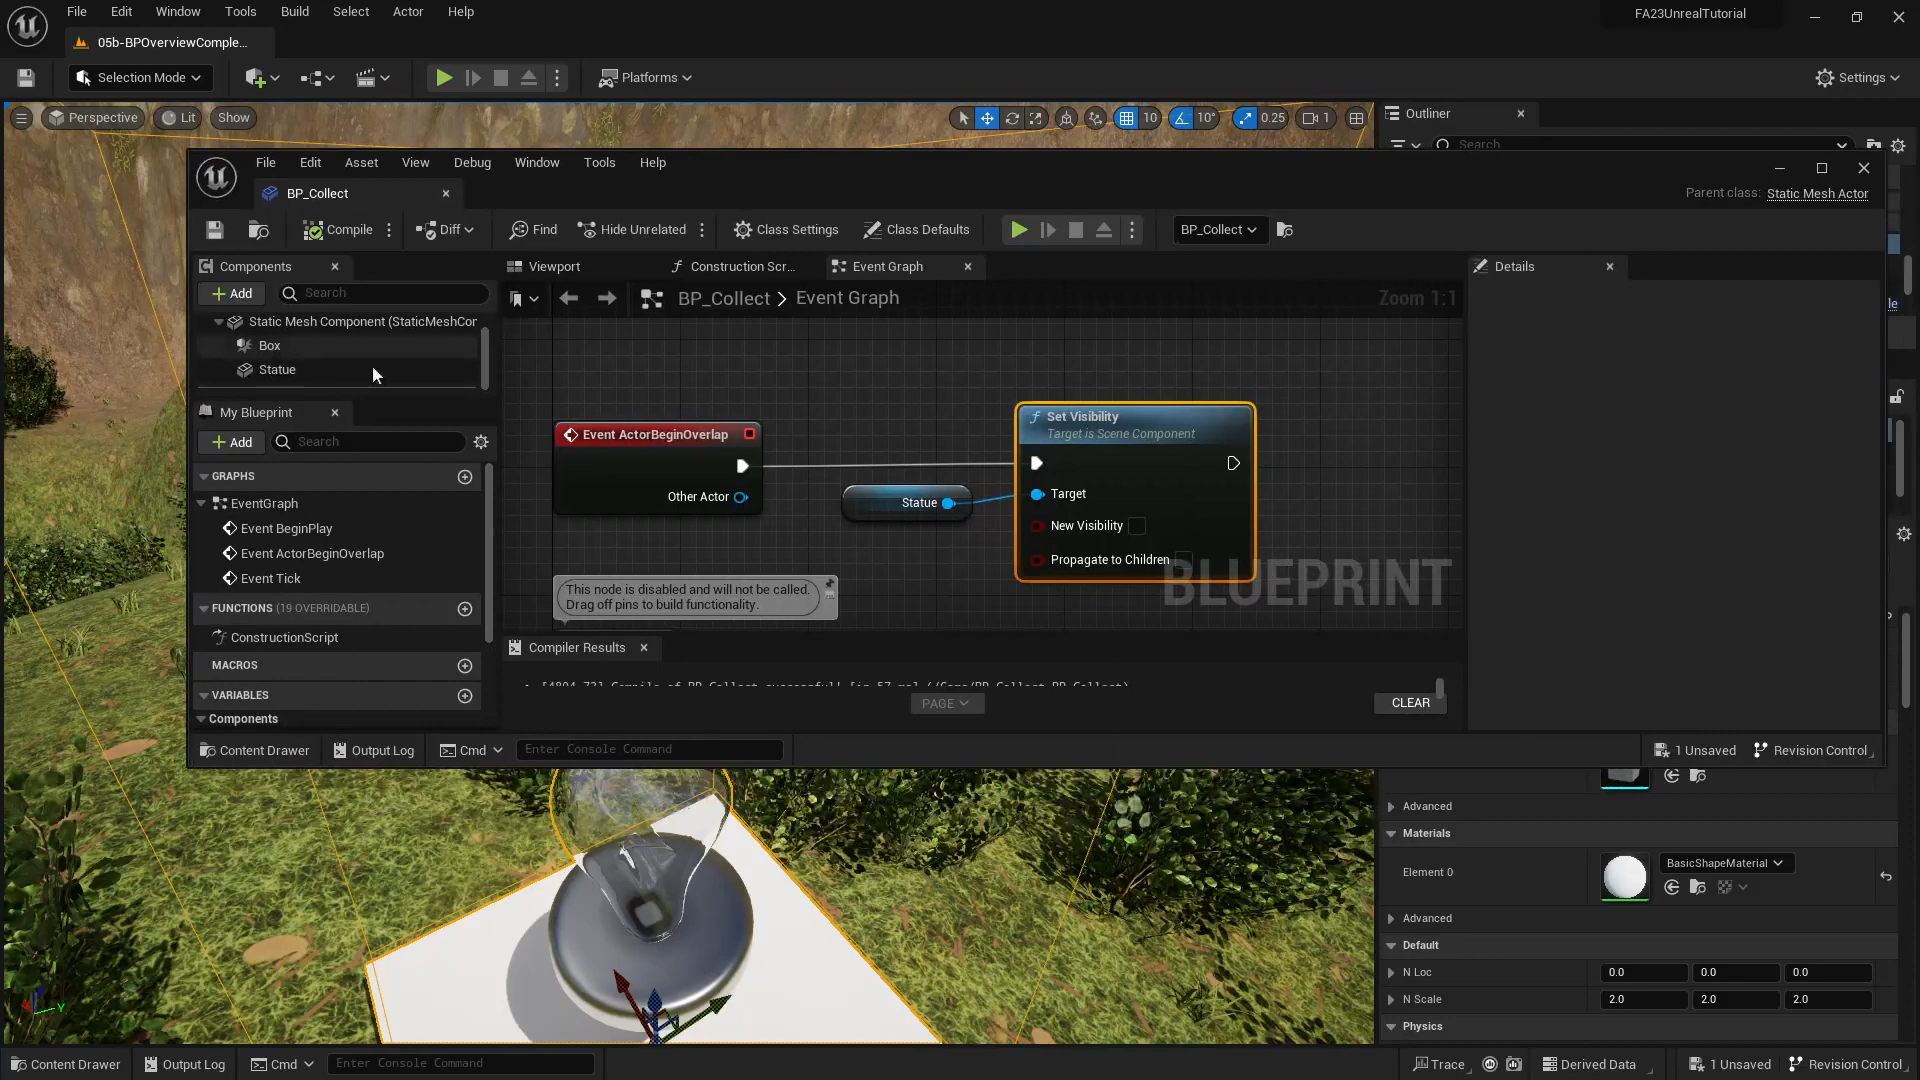 File Edit Window Tools Build Select Actor Help
FA23UnrealTutorial
05b-BPOverviewComple...
Selection Mode
Platforms
Settings
Perspective Lit Show
10 10° 0.25 1
Outliner
Search
File Edit Asset View Debug Window Tools Help
BP_Collect
Parent class: Static Mesh Actor
Compile Diff Find Hide Unrelated Class Settings Class Defaults BP_Collect
Components
Viewport Construction Scr... Event Graph
Details
Add Search
BP_Collect > Event Graph
Zoom 1:1
Static Mesh Component (StaticMeshCor
Box
Statue
My Blueprint
Add Search
GRAPHS
EventGraph
Event BeginPlay
Event ActorBeginOverlap
Event Tick
FUNCTIONS (19 OVERRIDABLE)
ConstructionScript
MACROS
VARIABLES
Components
Event ActorBeginOverlap
Other Actor
Statue
Set Visibility
Target is Scene Component
Target
New Visibility
Propagate to Children
BLUEPRINT
This node is disabled and will not be called.
Drag off pins to build functionality.
Compiler Results
PAGE
CLEAR
Content Drawer Output Log Cmd Enter Console Command
1 Unsaved Revision Control
Advanced
Materials
Element 0
BasicShapeMaterial
Advanced
Default
N Loc 0.0 0.0 0.0
N Scale 2.0 2.0 2.0
Physics
Y
Content Drawer Output Log Cmd Enter Console Command
Trace Derived Data 1 Unsaved Revision Control